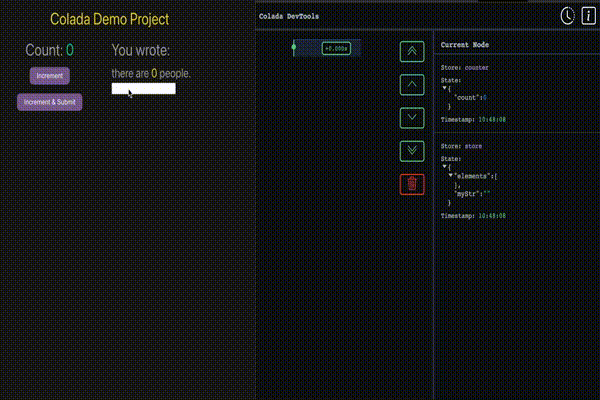 Colada Demo Project
Count: 0
Increment
Increment & Submit
You wrote:
there are 0 people.
Colada DevTools
+0.000s
Current Node
Store: counter
State:
{
"count":0
}
Timestamp: 10:48:08
Store: store
State:
{
"elements":[
],
"myStr":""
}
Timestamp: 10:48:08